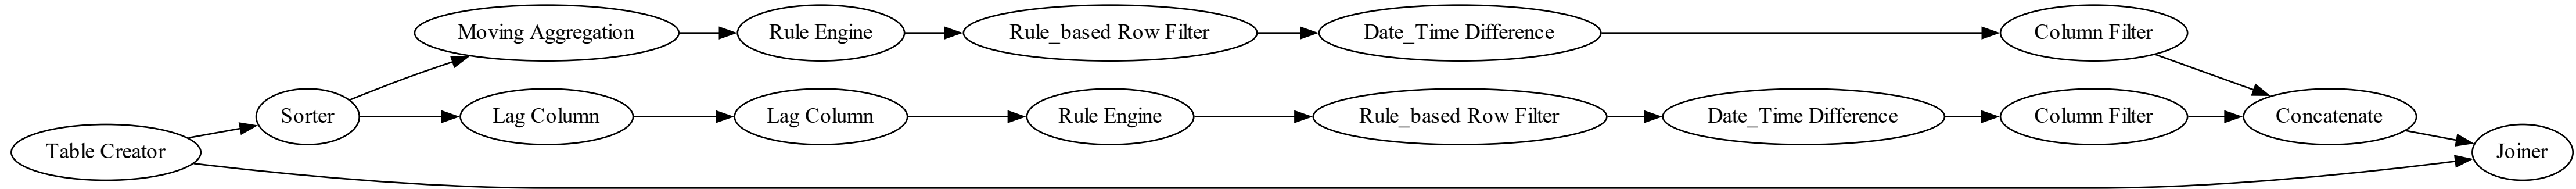 Table Creator
Sorter
Moving Aggregation
Rule Engine
Rule_based Row Filter
Date_Time Difference
Column Filter
Lag Column
Lag Column
Rule Engine
Rule_based Row Filter
Date_Time Difference
Column Filter
Concatenate
Joiner